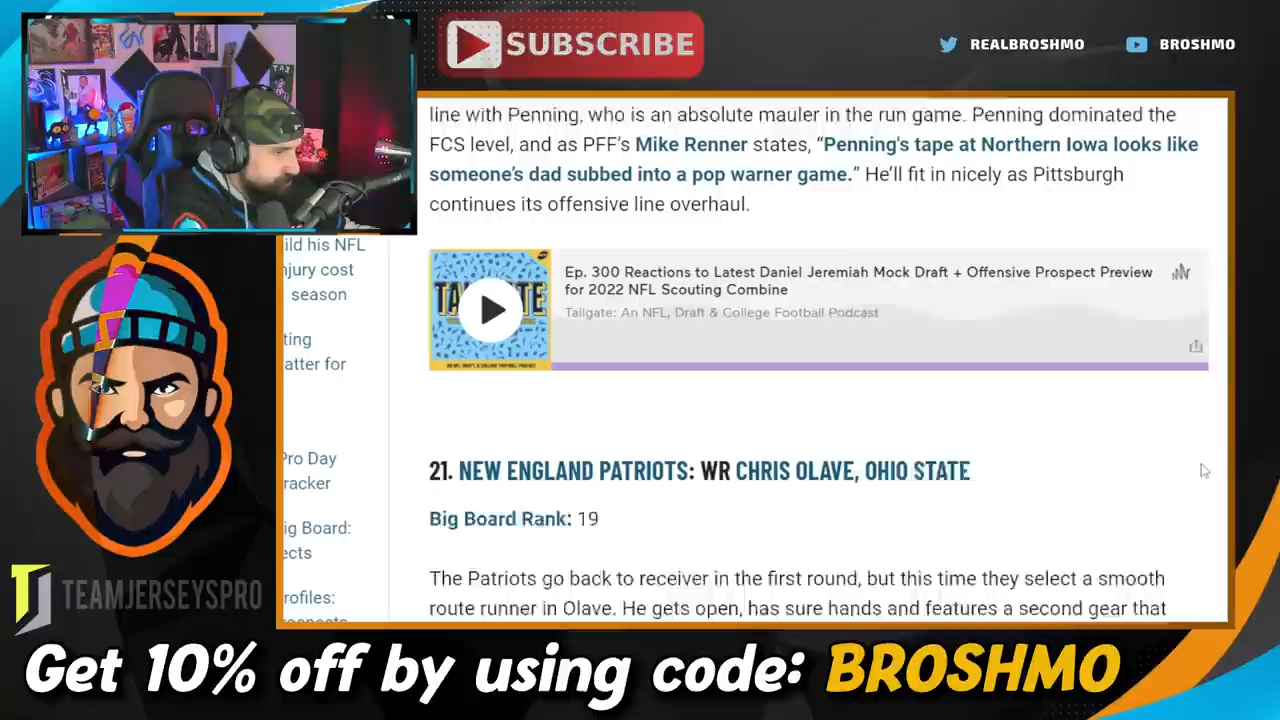 SUBSCRIBE
REALBROSHMO
BROSHMO
line with Penning, who is an absolute mauler in the run game. Penning dominated the
FCS level, and as PFF's Mike Renner states, “Penning's tape at Northern Iowa looks like
someone's dad subbed into a pop warner game.” He'll fit in nicely as Pittsburgh
continues its offensive line overhaul.
ild his NFL
njury cost
season
ting
atter for
Pro Day
racker
ig Board:
ects
rofiles:
Ep. 300 Reactions to Latest Daniel Jeremiah Mock Draft + Offensive Prospect Preview
for 2022 NFL Scouting Combine
Tailgate: An NFL, Draft & College Football Podcast
21. NEW ENGLAND PATRIOTS: WR CHRIS OLAVE, OHIO STATE
Big Board Rank: 19
The Patriots go back to receiver in the first round, but this time they select a smooth
route runner in Olave. He gets open, has sure hands and features a second gear that
TEAMJERSEYSPRO
Get 10% off by using code: BROSHMO